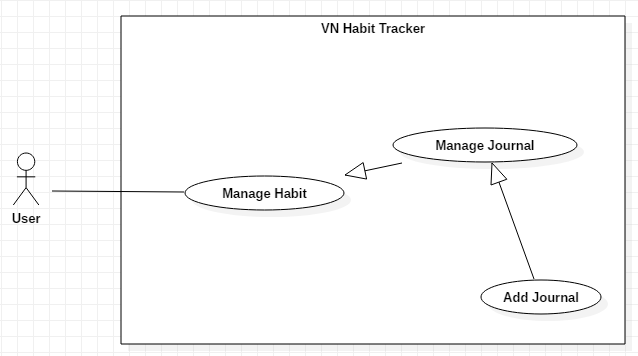 VN Habit Tracker
Manage Journal
Manage Habit
User
Add Journal